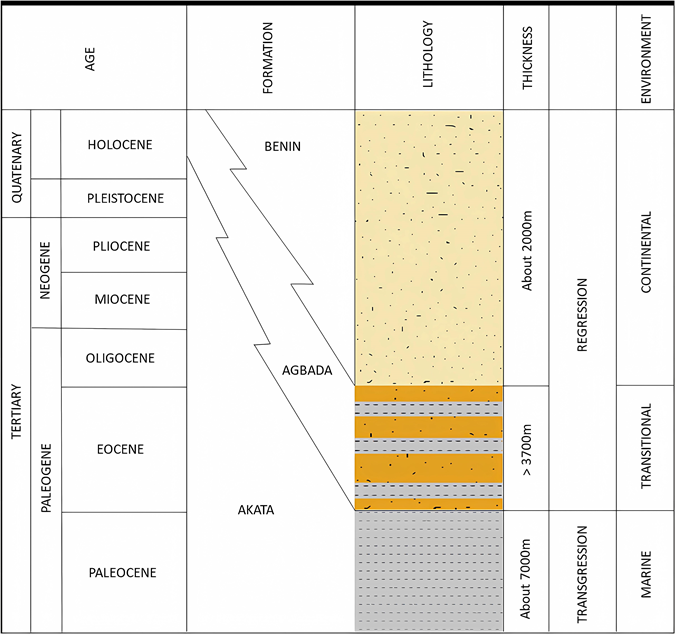 AGE
FORMATION
LITHOLOGY
THICKNESS
ENVIRONMENT
QUATENARY
HOLOCENE
PLEISTOCENE
TERTIARY
NEOGENE
PLIOCENE
MIOCENE
PALEOGENE
OLIGOCENE
EOCENE
PALEOCENE
BENIN
AGBADA
AKATA
About 2000m
> 3700m
About 7000m
REGRESSION
TRANSGRESSION
CONTINENTAL
TRANSITIONAL
MARINE